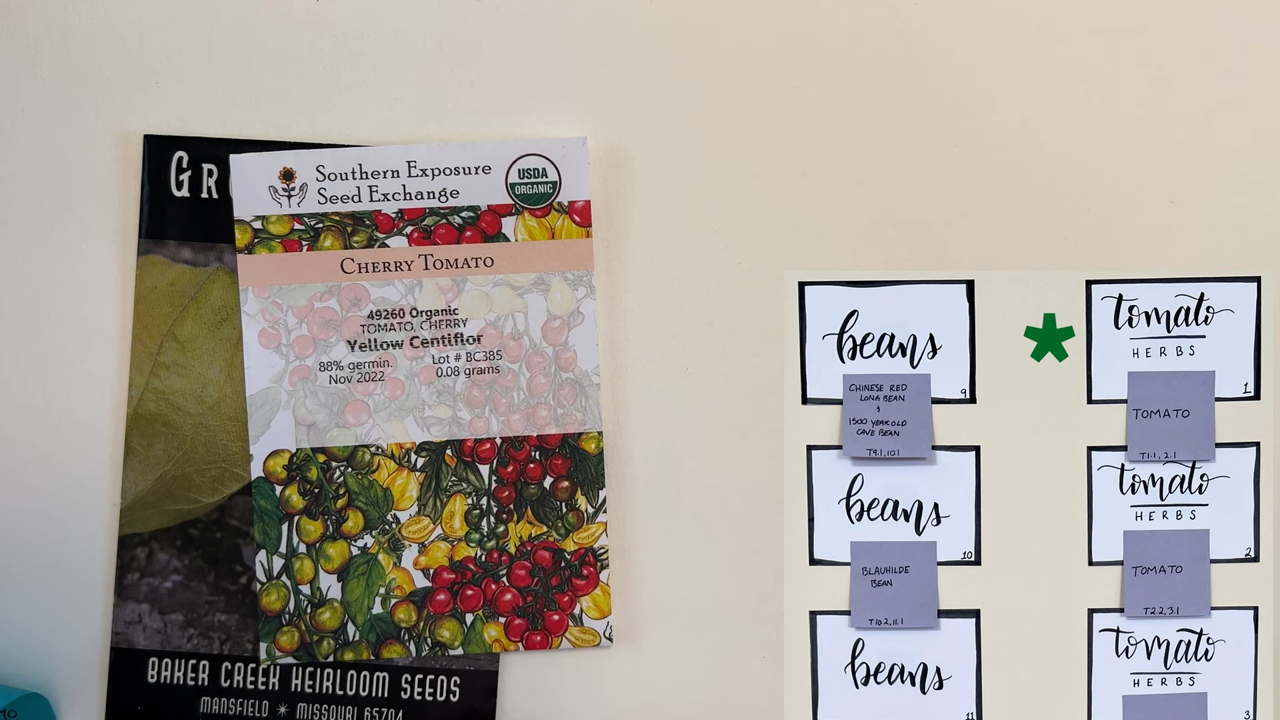 GR
Southern Exposure
Seed Exchange
USDA
ORGANIC
CHERRY TOMATO
49260 Organic
TOMATO, CHERRY
Yellow Centiflor
88% germin.
Nov 2022
Lot # BC385
0.08 grams
BAKER CREEK HEIRLOOM SEEDS
MANSFIELD ✳ MISSOURI 65704
beans
9
CHINESE RED
LONG BEAN
&
1500 YEAR OLD
CAVE BEAN
T9.1, 10.1
beans
10
BLAUHILDE
BEAN
T10.2, 11.1
beans
11
*
tomato
HERBS
1
TOMATO
T1.1, 2.1
tomato
HERBS
2
TOMATO
T2.2, 3.1
tomato
HERBS
3